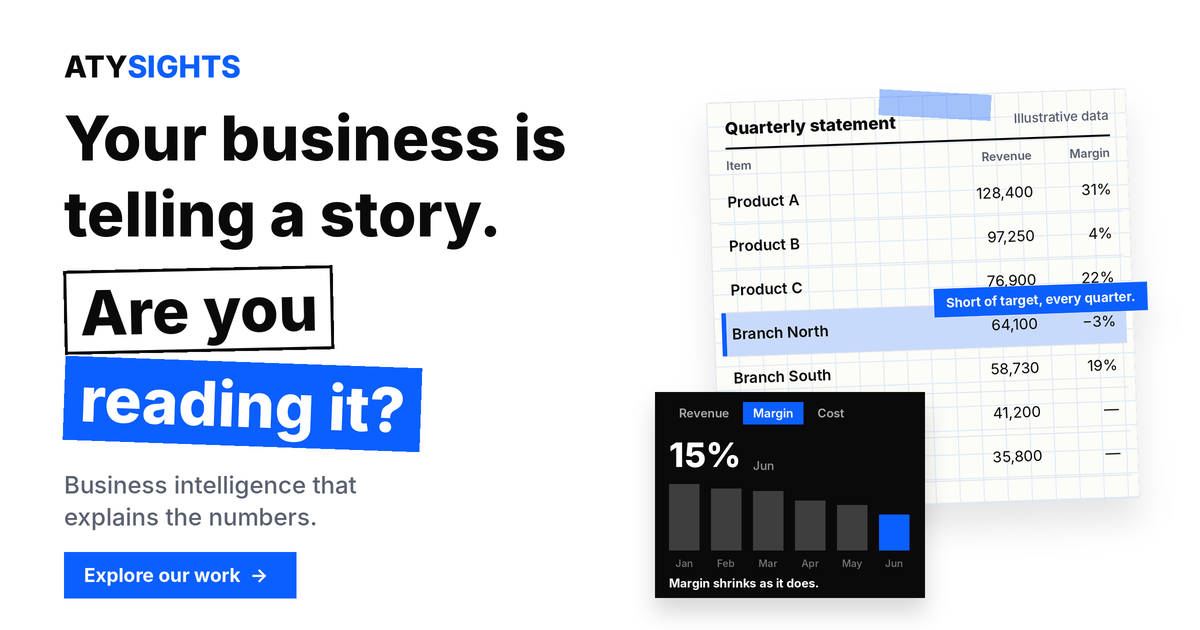 ATYSIGHTS
Your business is
telling a story.
Are you
reading it?
Business intelligence that
explains the numbers.
Explore our work →
Quarterly statement Illustrative data
Item Revenue Margin
Product A 128,400 31%
Product B 97,250 4%
Product C 76,900 22%
Short of target, every quarter.
Branch North 64,100 −3%
Branch South 58,730 19%
41,200 —
35,800 —
Revenue Margin Cost
15% Jun
Jan Feb Mar Apr May Jun
Margin shrinks as it does.